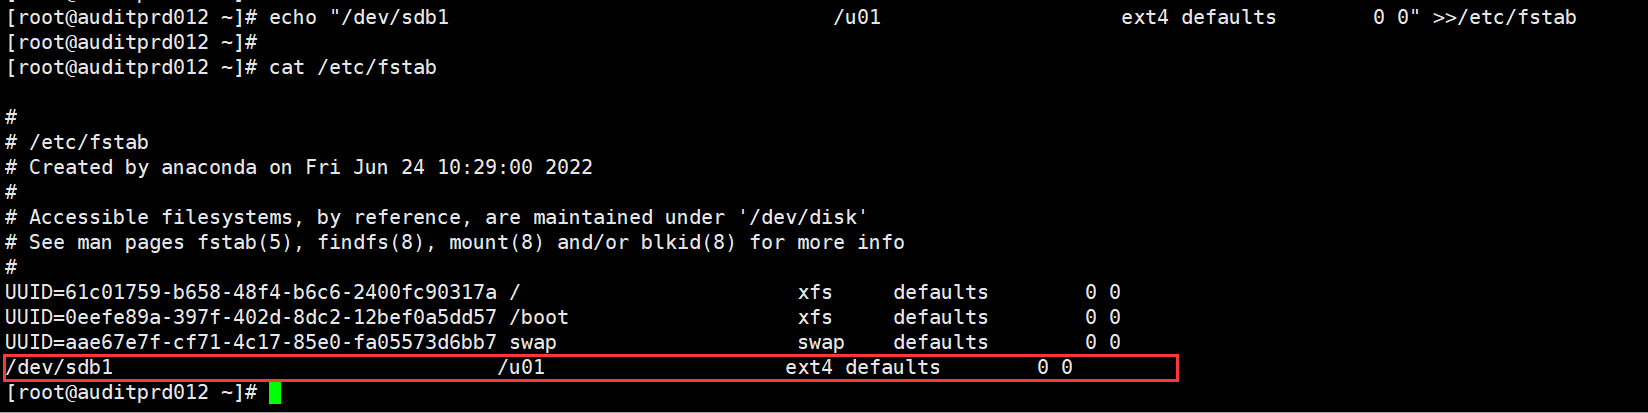 [root@auditprd012 ~]# echo "/dev/sdb1                                /u01                    ext4 defaults        0 0" >>/etc/fstab
[root@auditprd012 ~]#
[root@auditprd012 ~]# cat /etc/fstab
#
# /etc/fstab
# Created by anaconda on Fri Jun 24 10:29:00 2022
#
# Accessible filesystems, by reference, are maintained under '/dev/disk'
# See man pages fstab(5), findfs(8), mount(8) and/or blkid(8) for more info
#
UUID=61c01759-b658-48f4-b6c6-2400fc90317a /                       xfs     defaults        0 0
UUID=0eefe89a-397f-402d-8dc2-12bef0a5dd57 /boot                   xfs     defaults        0 0
UUID=aae67e7f-cf71-4c17-85e0-fa05573d6bb7 swap                    swap    defaults        0 0
/dev/sdb1                                /u01                    ext4 defaults        0 0
[root@auditprd012 ~]#